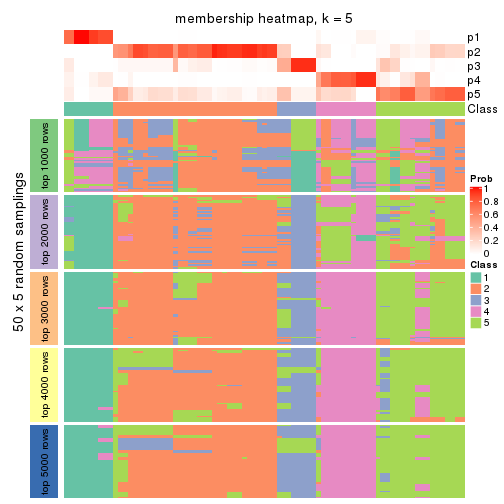 membership heatmap, k = 5
p1
p2
p3
p4
p5
Class
50 x 5 random samplings
top 1000 rows
top 2000 rows
top 3000 rows
top 4000 rows
top 5000 rows
Prob
1
0.8
0.6
0.4
0.2
0
Class
1
2
3
4
5